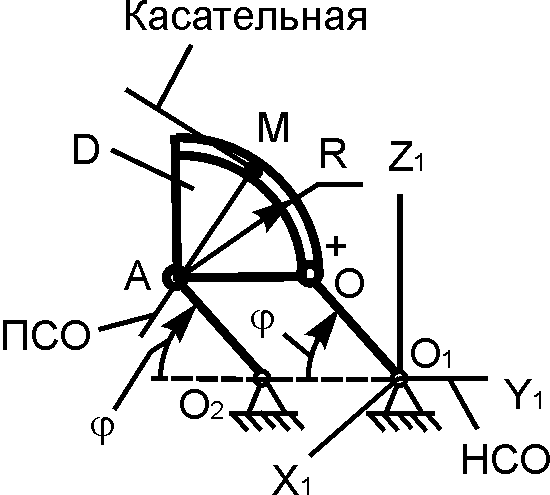 Касательная
M
D
R
Z₁
+
A
O
ПСО
φ
O₁
O₂
Y₁
φ
НСО
X₁